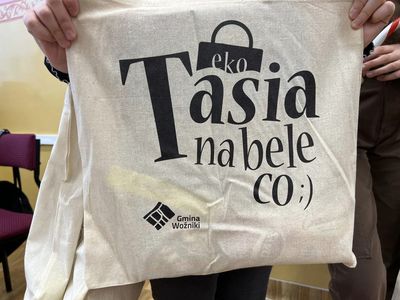 eko
Tasia
na bele
co ;)
Gmina
Woźniki